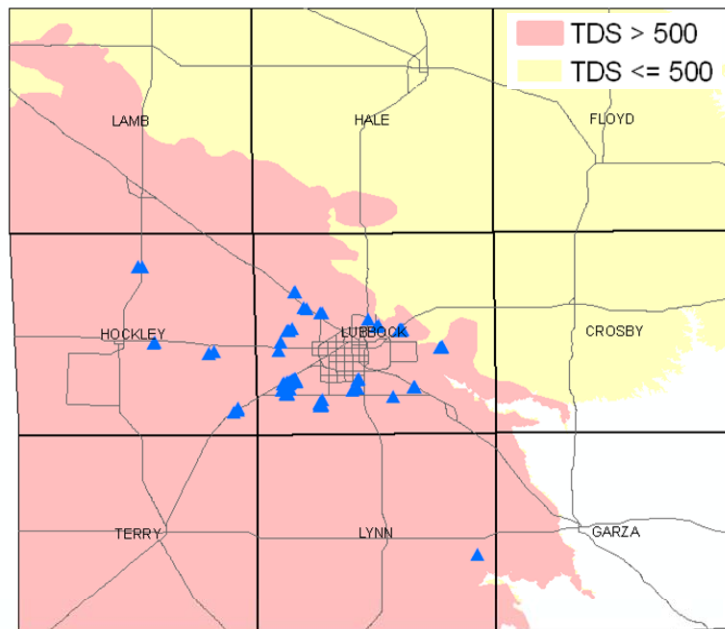 TDS > 500
TDS <= 500
LAMB
HALE
FLOYD
HOCKLEY
LUBBOCK
CROSBY
TERRY
LYNN
GARZA